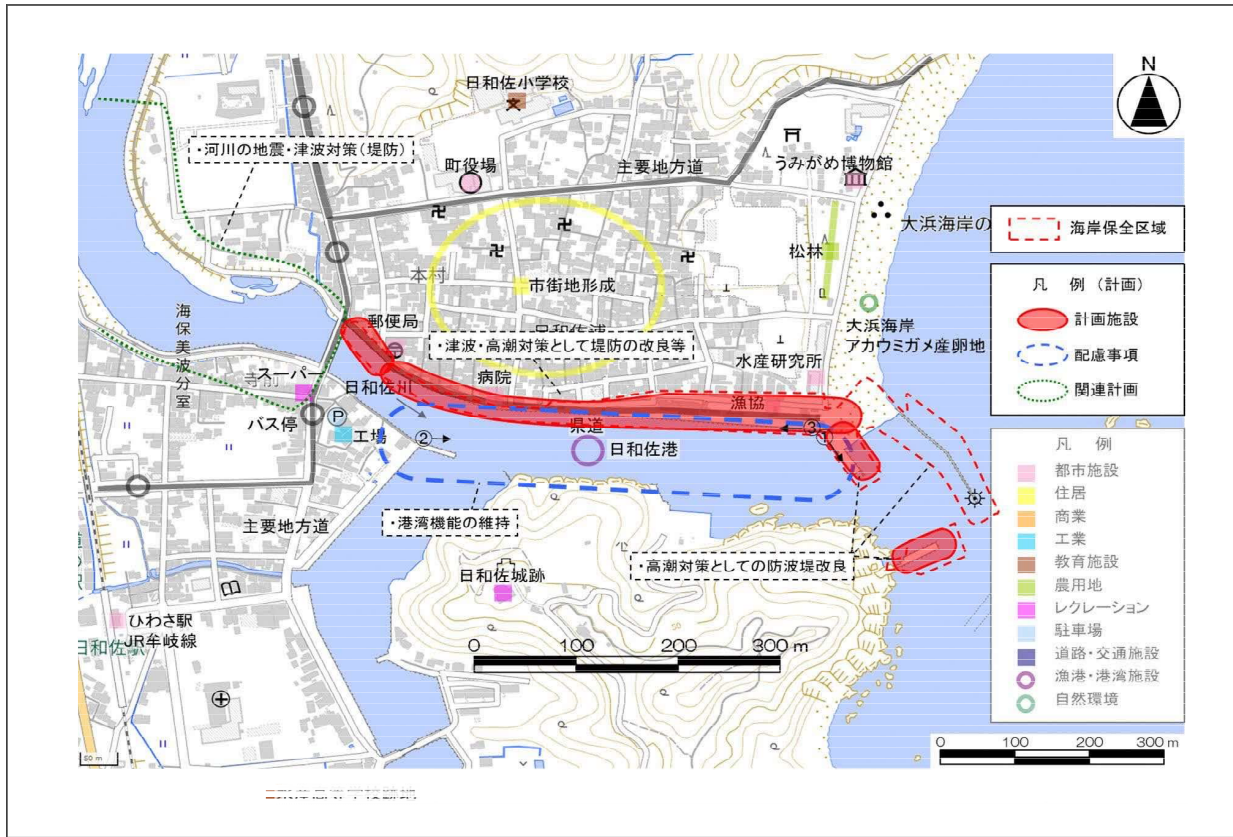 N
日和佐小学校
・河川の地震・津波対策(堤防)
町役場
主要地方道
うみがめ博物館
大浜海岸の
海岸保全区域
松林
本村
市街地形成
凡 例 (計画)
計画施設
配慮事項
関連計画
海保美波分室
郵便局
・津波・高潮対策として堤防の改良等
大浜海岸
アカウミガメ産卵地
水産研究所
スーパー
日和佐川
病院
漁協
バス停
P
工場
②
県道
③
①
日和佐港
主要地方道
・港湾機能の維持
・高潮対策としての防波堤改良
日和佐城跡
ひわさ駅
JR牟岐線
0 100 200 300 m
凡 例
都市施設
住居
商業
工業
教育施設
農用地
レクレーション
駐車場
道路・交通施設
漁港・港湾施設
自然環境
0 100 200 300 m
50 m